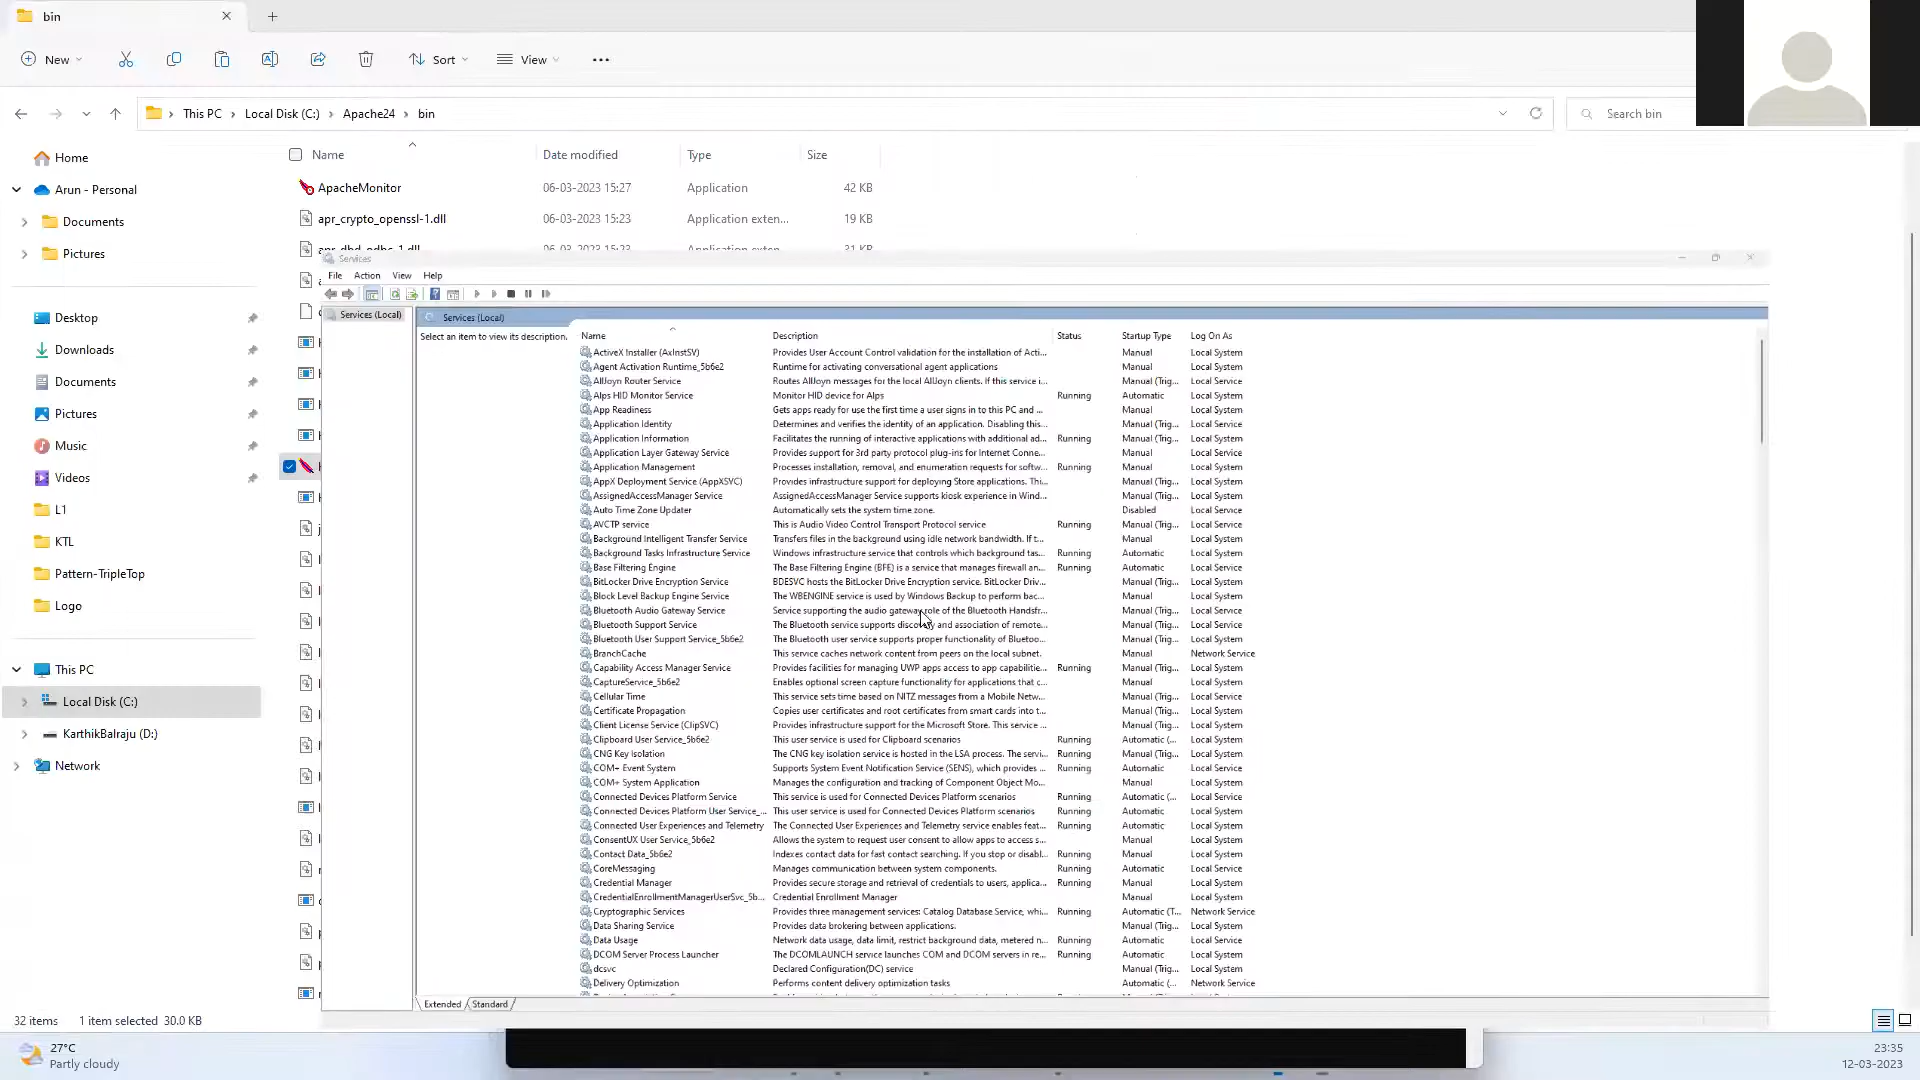 bin
New
Sort
View
This PC
Local Disk (C:)
Apache24
bin
Search bin
Name
Date modified
Type
Size
ApacheMonitor 06-03-2023 15:27 Application 42 KB
apr_crypto_openssl-1.dll 06-03-2023 15:23 Application exten... 19 KB
apr_dbd_odbc-1.dll 06-03-2023 15:23 Application exten... 31 KB
Home
Arun - Personal
Documents
Pictures
Desktop
Downloads
Documents
Pictures
Music
Videos
L1
KTL
Pattern-TripleTop
Logo
This PC
Local Disk (C:)
KarthikBalraju (D:)
Network
Services
File Action View Help
Services (Local)
Services (Local)
Select an item to view its description.
Name Description Status Startup Type Log On As
ActiveX Installer (AxInstSV) Provides User Account Control validation for the installation of Acti... Manual Local System
Agent Activation Runtime_5b6e2 Runtime for activating conversational agent applications Manual Local System
AllJoyn Router Service Routes AllJoyn messages for the local AllJoyn clients. If this service i... Manual (Trig... Local Service
Alps HID Monitor Service Monitor HID device for Alps Running Automatic Local System
App Readiness Gets apps ready for use the first time a user signs in to this PC and ... Manual Local System
Application Identity Determines and verifies the identity of an application. Disabling this... Manual (Trig... Local Service
Application Information Facilitates the running of interactive applications with additional ad... Running Manual (Trig... Local System
Application Layer Gateway Service Provides support for 3rd party protocol plug-ins for Internet Conne... Manual Local Service
Application Management Processes installation, removal, and enumeration requests for softw... Running Manual Local System
AppX Deployment Service (AppXSVC) Provides infrastructure support for deploying Store applications. Thi... Manual (Trig... Local System
AssignedAccessManager Service AssignedAccessManager Service supports kiosk experience in Wind... Manual (Trig... Local System
Auto Time Zone Updater Automatically sets the system time zone. Disabled Local Service
AVCTP service This is Audio Video Control Transport Protocol service Running Manual (Trig... Local Service
Background Intelligent Transfer Service Transfers files in the background using idle network bandwidth. If t... Manual Local System
Background Tasks Infrastructure Service Windows infrastructure service that controls which background tas... Running Automatic Local System
Base Filtering Engine The Base Filtering Engine (BFE) is a service that manages firewall an... Running Automatic Local Service
BitLocker Drive Encryption Service BDESVC hosts the BitLocker Drive Encryption service. BitLocker Driv... Manual (Trig... Local System
Block Level Backup Engine Service The WBENGINE service is used by Windows Backup to perform bac... Manual Local System
Bluetooth Audio Gateway Service Service supporting the audio gateway role of the Bluetooth Handsfr... Manual (Trig... Local Service
Bluetooth Support Service The Bluetooth service supports discovery and association of remote... Manual (Trig... Local Service
Bluetooth User Support Service_5b6e2 The Bluetooth user service supports proper functionality of Bluetoo... Manual (Trig... Local System
BranchCache This service caches network content from peers on the local subnet. Manual Network Service
Capability Access Manager Service Provides facilities for managing UWP apps access to app capabilitie... Running Manual (Trig... Local System
CaptureService_5b6e2 Enables optional screen capture functionality for applications that c... Manual Local System
Cellular Time This service sets time based on NITZ messages from a Mobile Netw... Manual (Trig... Local Service
Certificate Propagation Copies user certificates and root certificates from smart cards into t... Manual (Trig... Local System
Client License Service (ClipSVC) Provides infrastructure support for the Microsoft Store. This service ... Manual (Trig... Local System
Clipboard User Service_5b6e2 This user service is used for Clipboard scenarios Running Automatic (... Local System
CNG Key Isolation The CNG key isolation service is hosted in the LSA process. The servi... Running Manual (Trig... Local System
COM+ Event System Supports System Event Notification Service (SENS), which provides ... Running Automatic Local Service
COM+ System Application Manages the configuration and tracking of Component Object Mo... Manual Local System
Connected Devices Platform Service This service is used for Connected Devices Platform scenarios Running Automatic (... Local Service
Connected Devices Platform User Service_... This user service is used for Connected Devices Platform scenarios Running Automatic Local System
Connected User Experiences and Telemetry The Connected User Experiences and Telemetry service enables feat... Running Automatic Local System
ConsentUX User Service_5b6e2 Allows the system to request user consent to allow apps to access s... Manual Local System
Contact Data_5b6e2 Indexes contact data for fast contact searching. If you stop or disabl... Running Manual Local System
CoreMessaging Manages communication between system components. Running Automatic Local Service
Credential Manager Provides secure storage and retrieval of credentials to users, applica... Running Manual Local System
CredentialEnrollmentManagerUserSvc_5b... Credential Enrollment Manager Manual Local System
Cryptographic Services Provides three management services: Catalog Database Service, whi... Running Automatic (T... Network Service
Data Sharing Service Provides data brokering between applications. Manual (Trig... Local System
Data Usage Network data usage, data limit, restrict background data, metered n... Running Automatic Local Service
DCOM Server Process Launcher The DCOMLAUNCH service launches COM and DCOM servers in re... Running Automatic Local System
dcsvc Declared Configuration(DC) service Manual (Trig... Local System
Delivery Optimization Performs content delivery optimization tasks Manual (Trig... Network Service
Extended Standard
32 items 1 item selected 30.0 KB
27°C
Partly cloudy
23:35
12-03-2023